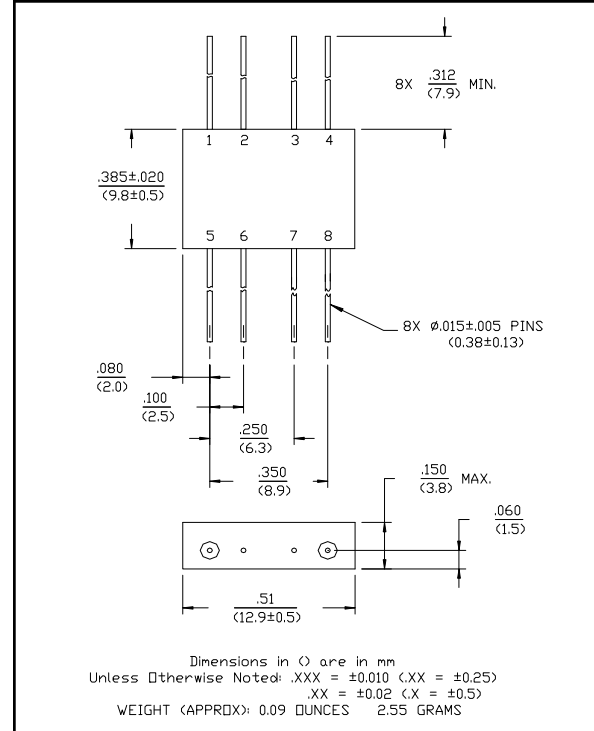 8X .312 MIN.
(7.9)
1 2 3 4
.385±.020
(9.8±0.5)
5 6 7 8
8X Ø.015±.005 PINS
(0.38±0.13)
.080
(2.0)
.100
(2.5)
.250
(6.3)
.350
(8.9)
.150 MAX.
(3.8)
.060
(1.5)
.51
(12.9±0.5)
Dimensions in () are in mm
Unless Otherwise Noted: .XXX = ±0.010 (.XX = ±0.25)
.XX = ±0.02 (.X = ±0.5)
WEIGHT (APPROX): 0.09 OUNCES 2.55 GRAMS